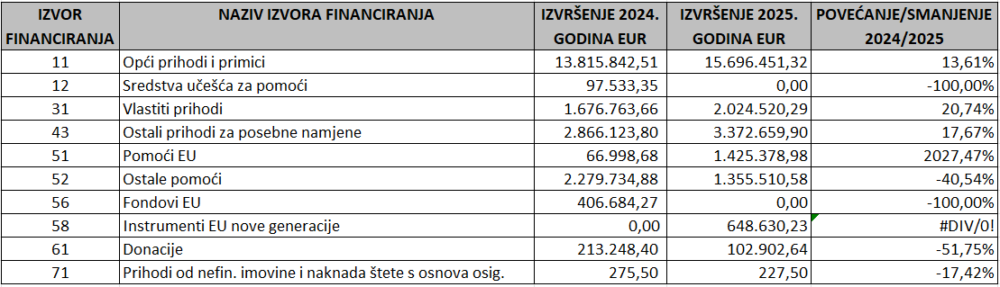 IZVOR FINANCIRANJA | NAZIV IZVORA FINANCIRANJA | IZVRŠENJE 2024. GODINA EUR | IZVRŠENJE 2025. GODINA EUR | POVEĆANJE/SMANJENJE 2024/2025
11 | Opći prihodi i primici | 13.815.842,51 | 15.696.451,32 | 13,61%
12 | Sredstva učešća za pomoći | 97.533,35 | 0,00 | -100,00%
31 | Vlastiti prihodi | 1.676.763,66 | 2.024.520,29 | 20,74%
43 | Ostali prihodi za posebne namjene | 2.866.123,80 | 3.372.659,90 | 17,67%
51 | Pomoći EU | 66.998,68 | 1.425.378,98 | 2027,47%
52 | Ostale pomoći | 2.279.734,88 | 1.355.510,58 | -40,54%
56 | Fondovi EU | 406.684,27 | 0,00 | -100,00%
58 | Instrumenti EU nove generacije | 0,00 | 648.630,23 | #DIV/0!
61 | Donacije | 213.248,40 | 102.902,64 | -51,75%
71 | Prihodi od nefin. imovine i naknada štete s osnova osig. | 275,50 | 227,50 | -17,42%